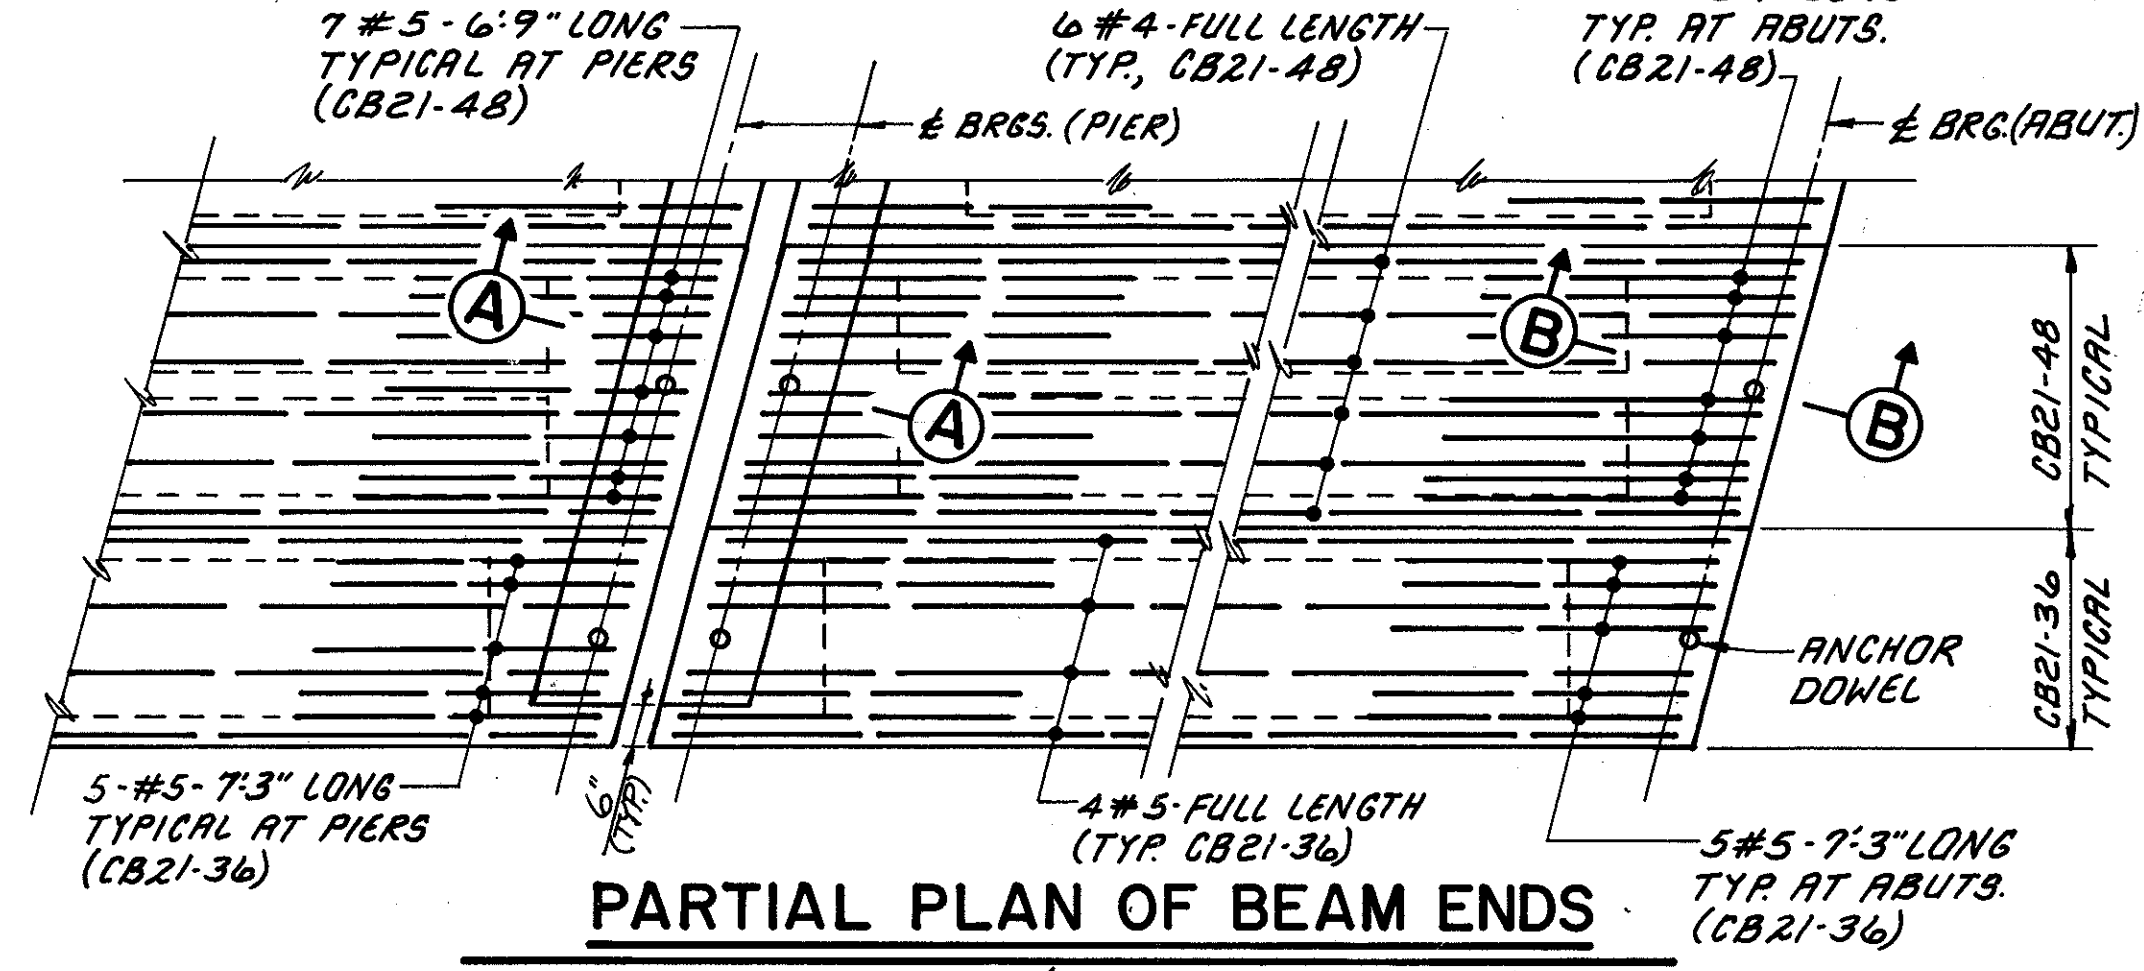 7 #5 - 6'-9" LONG
TYPICAL AT PIERS
(CB21-48)
6 #4 - FULL LENGTH
(TYP., CB21-48)
TYP. AT ABUTS.
(CB21-48)
℄ BRGS. (PIER)
℄ BRG. (ABUT.)
A
A
B
B
CB21-48
TYPICAL
CB21-36
TYPICAL
ANCHOR
DOWEL
5 - #5 - 7'-3" LONG
TYPICAL AT PIERS
(CB21-36)
6"
(TYP.)
4 #5 - FULL LENGTH
(TYP. CB21-36)
5 #5 - 7'-3" LONG
TYP. AT ABUTS.
(CB21-36)
PARTIAL PLAN OF BEAM ENDS